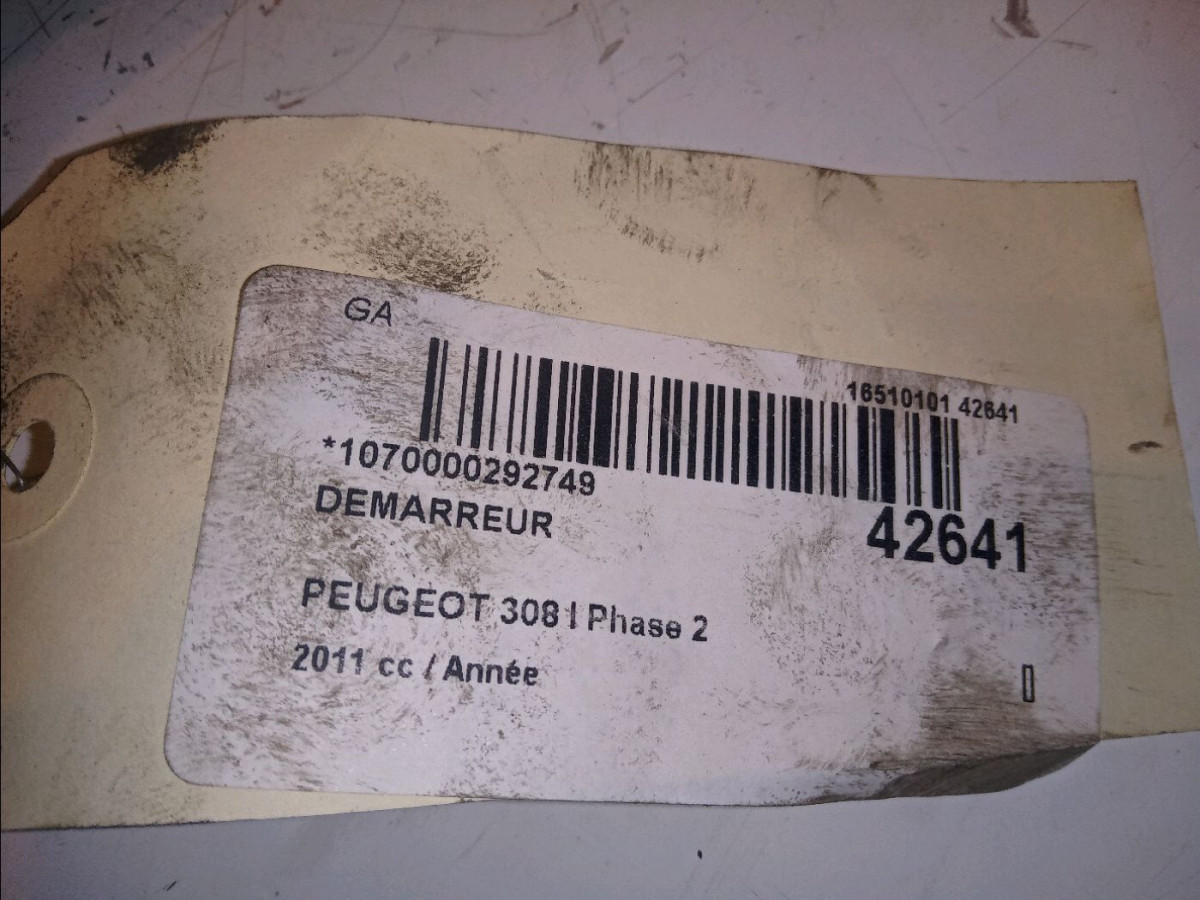 GA
16510101 42641
*1070000292749
DEMARREUR
42641
PEUGEOT 308 I Phase 2
2011 cc / Année